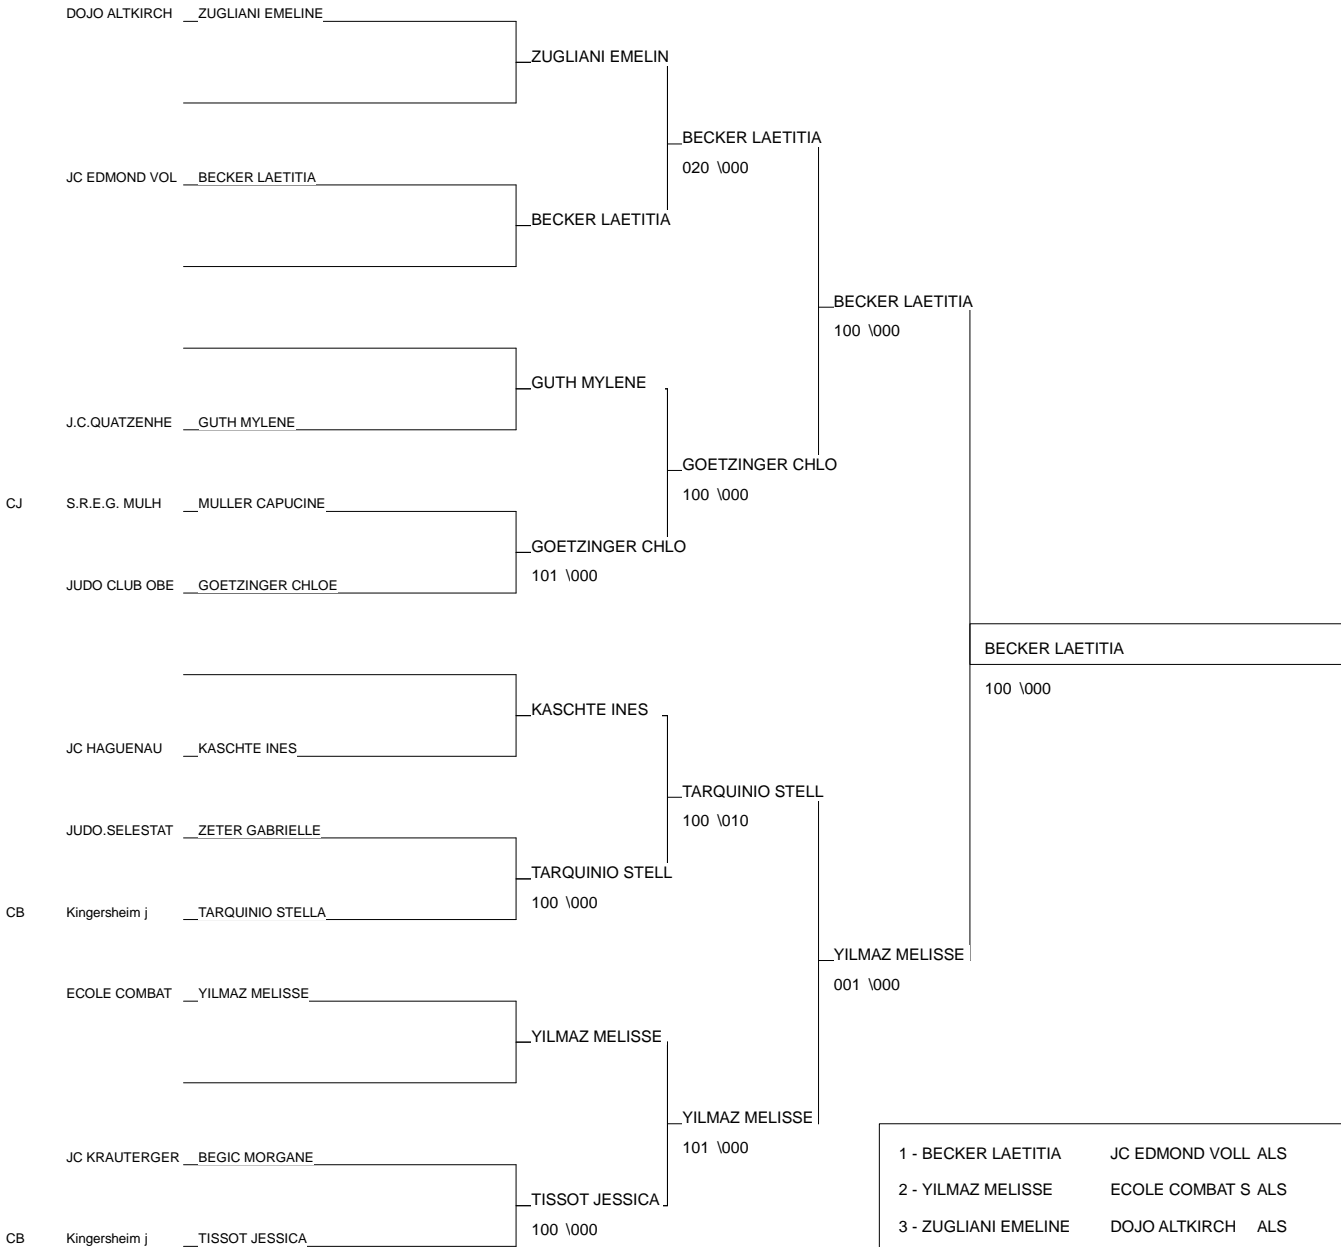 DOJO ALTKIRCH ZUGLIANI EMELINE
ZUGLIANI EMELIN
BECKER LAETITIA
020 \000
JC EDMOND VOL BECKER LAETITIA
BECKER LAETITIA
BECKER LAETITIA
100 \000
GUTH MYLENE
J.C.QUATZENHE GUTH MYLENE
GOETZINGER CHLO
100 \000
CJ S.R.E.G. MULH MULLER CAPUCINE
GOETZINGER CHLO
101 \000
JUDO CLUB OBE GOETZINGER CHLOE
BECKER LAETITIA
100 \000
KASCHTE INES
JC HAGUENAU KASCHTE INES
TARQUINIO STELL
100 \010
JUDO.SELESTAT ZETER GABRIELLE
TARQUINIO STELL
100 \000
CB Kingersheim j TARQUINIO STELLA
YILMAZ MELISSE
001 \000
ECOLE COMBAT YILMAZ MELISSE
YILMAZ MELISSE
YILMAZ MELISSE
101 \000
JC KRAUTERGER BEGIC MORGANE
TISSOT JESSICA
100 \000
CB Kingersheim j TISSOT JESSICA
1 - BECKER LAETITIA JC EDMOND VOLL ALS
2 - YILMAZ MELISSE ECOLE COMBAT S ALS
3 - ZUGLIANI EMELINE DOJO ALTKIRCH ALS